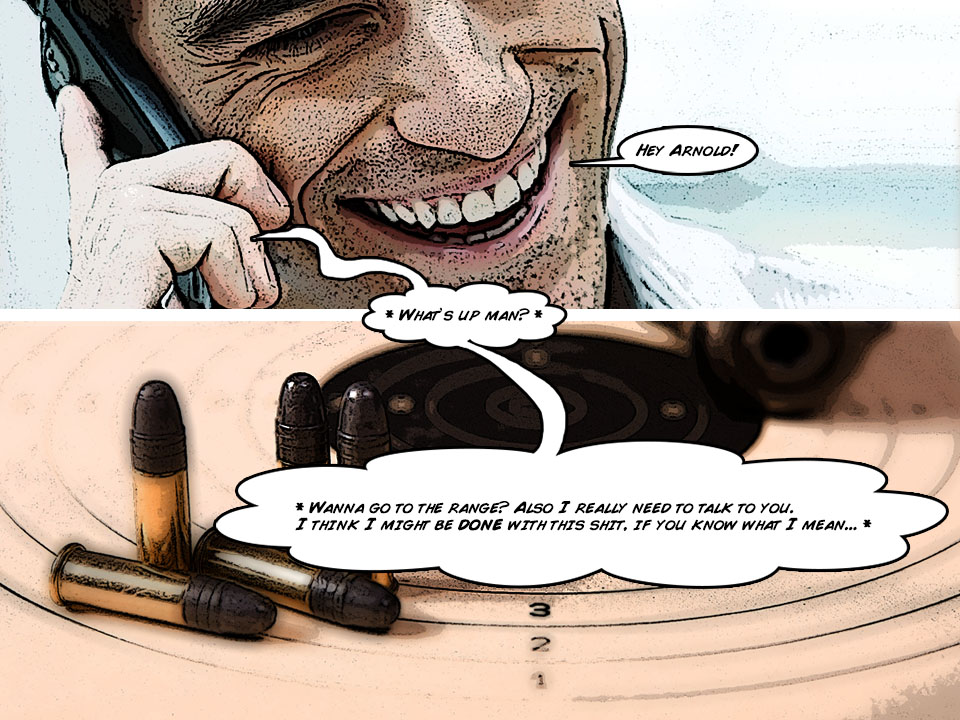 Hey Arnold!
* What's up man? *
* Wanna go to the range? Also I really need to talk to you.
I think I might be done with this shit, if you know what I mean... *
3
2
1